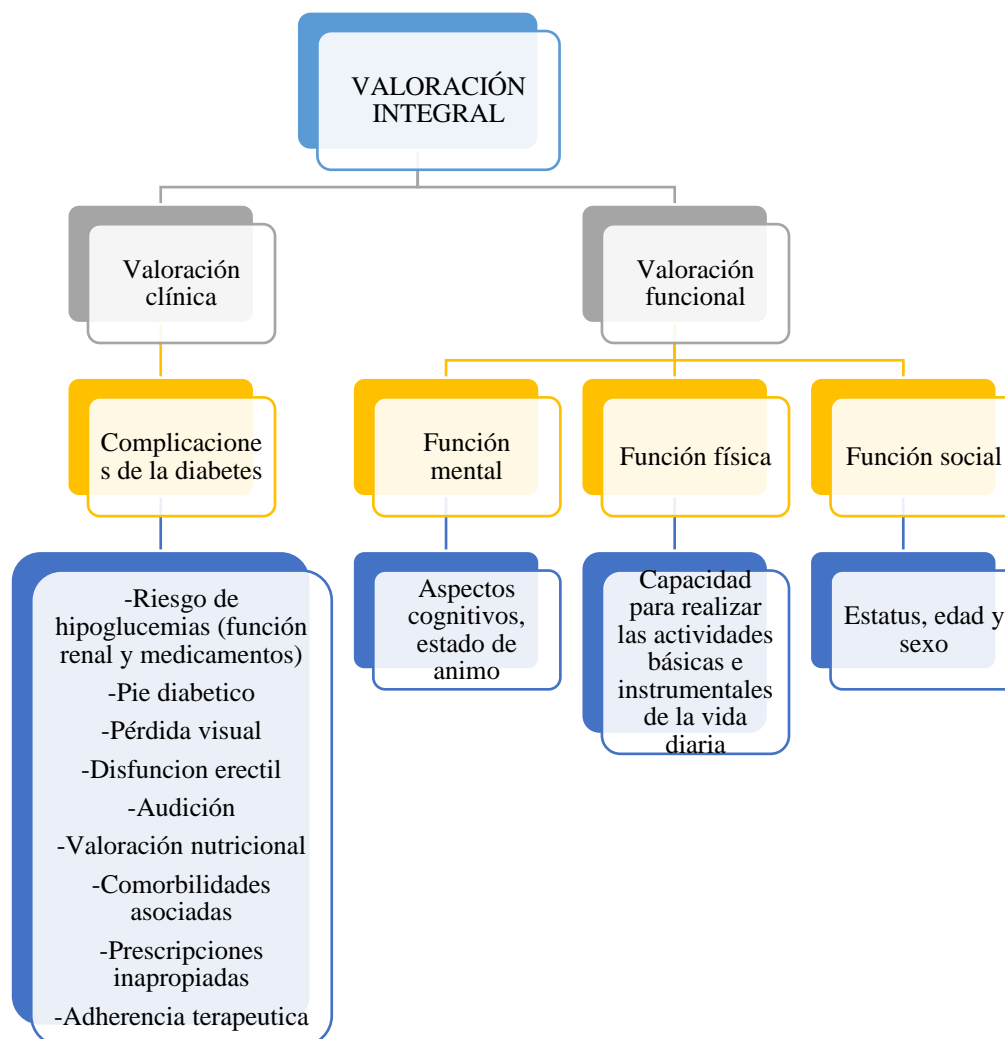 VALORACIÓN
INTEGRAL
Valoración
clínica
Valoración
funcional
Complicacione
s de la diabetes
Función
mental
Función física
Función social
-Riesgo de
hipoglucemias (función
renal y medicamentos)
-Pie diabetico
-Pérdida visual
-Disfuncion erectil
-Audición
-Valoración nutricional
-Comorbilidades
asociadas
-Prescripciones
inapropiadas
-Adherencia terapeutica
Aspectos
cognitivos,
estado de
animo
Capacidad
para realizar
las actividades
básicas e
instrumentales
de la vida
diaria
Estatus, edad y
sexo